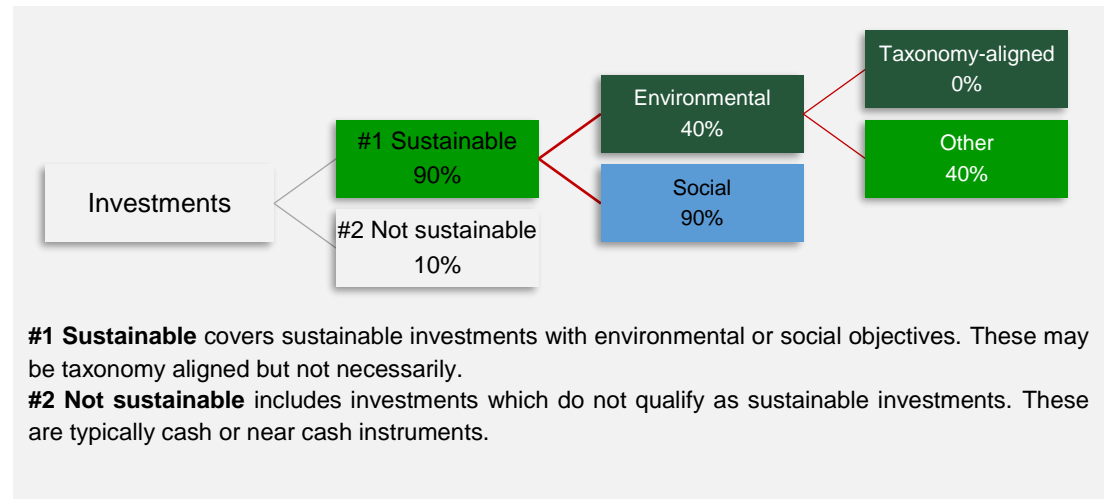 Taxonomy-aligned
0%
Environmental
40%
#1 Sustainable
90%
Other
40%
Investments
Social
90%
#2 Not sustainable
10%
#1 Sustainable covers sustainable investments with environmental or social objectives. These may
be taxonomy aligned but not necessarily.
#2 Not sustainable includes investments which do not qualify as sustainable investments. These
are typically cash or near cash instruments.